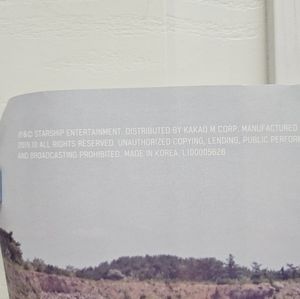 ℗&© STARSHIP ENTERTAINMENT. DISTRIBUTED BY KAKAO M CORP. MANUFACTURED
2019.10 ALL RIGHTS RESERVED. UNAUTHORIZED COPYING, LENDING, PUBLIC PERFORM
AND BROADCASTING PROHIBITED. MADE IN KOREA. L100005626